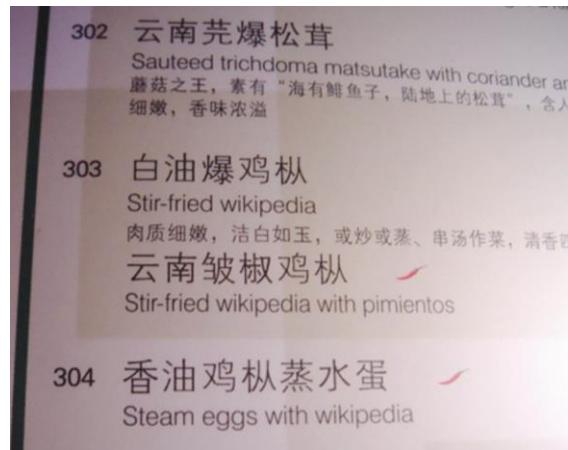 302 云南芫爆松茸
Sauteed trichdoma matsutake with coriander
蘑菇之王，素有“海有鲱鱼子，陆地上的松茸”，含
细嫩，香味浓溢
303 白油爆鸡枞
Stir-fried wikipedia
肉质细嫩，洁白如玉，或炒或蒸、串汤作菜，清香
云南皱椒鸡枞
Stir-fried wikipedia with pimientos
304 香油鸡枞蒸水蛋
Steam eggs with wikipedia